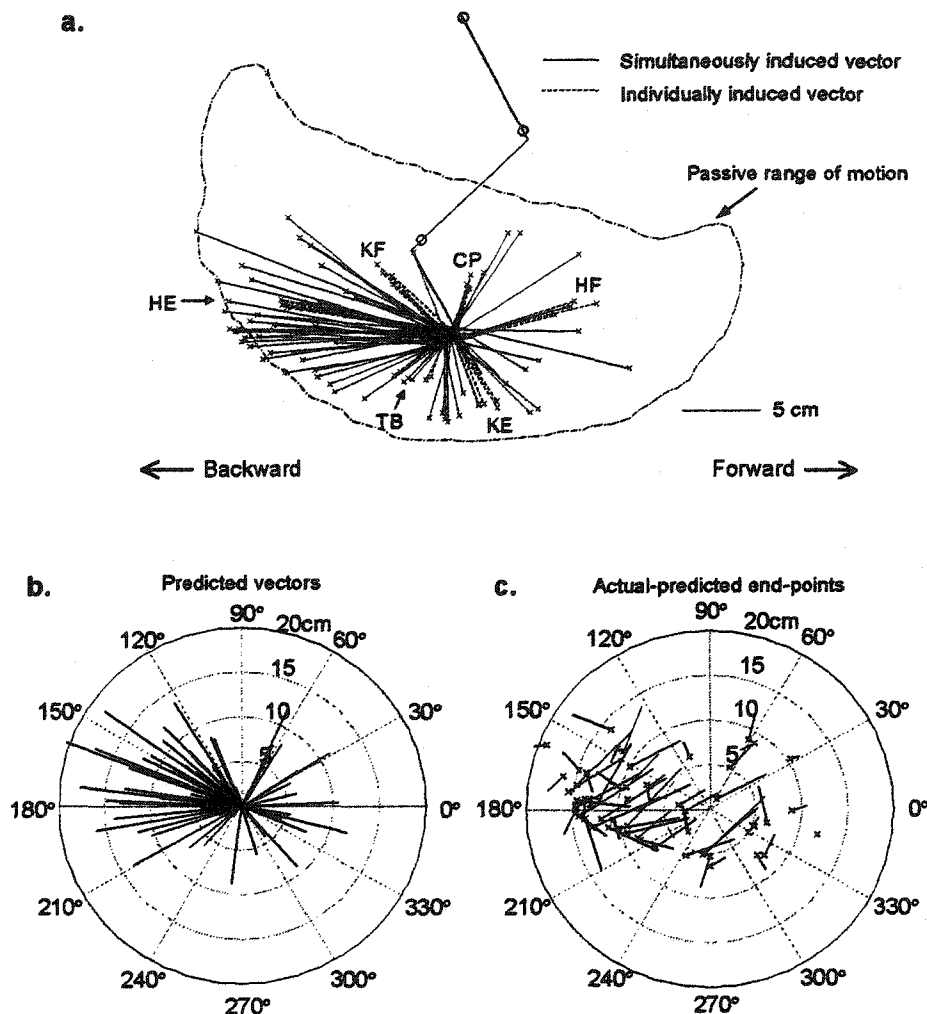 a.
Simultaneously induced vector
Individually induced vector
Passive range of motion
KF
CP
HF
HE
TB
KE
5 cm
Backward
Forward
b.
Predicted vectors
90°
20cm
120°
60°
15
150°
10
30°
5
180°
0°
210°
330°
240°
300°
270°
c.
Actual-predicted end-points
90°
20cm
120°
60°
15
150°
10
30°
5
180°
0°
210°
330°
240°
300°
270°